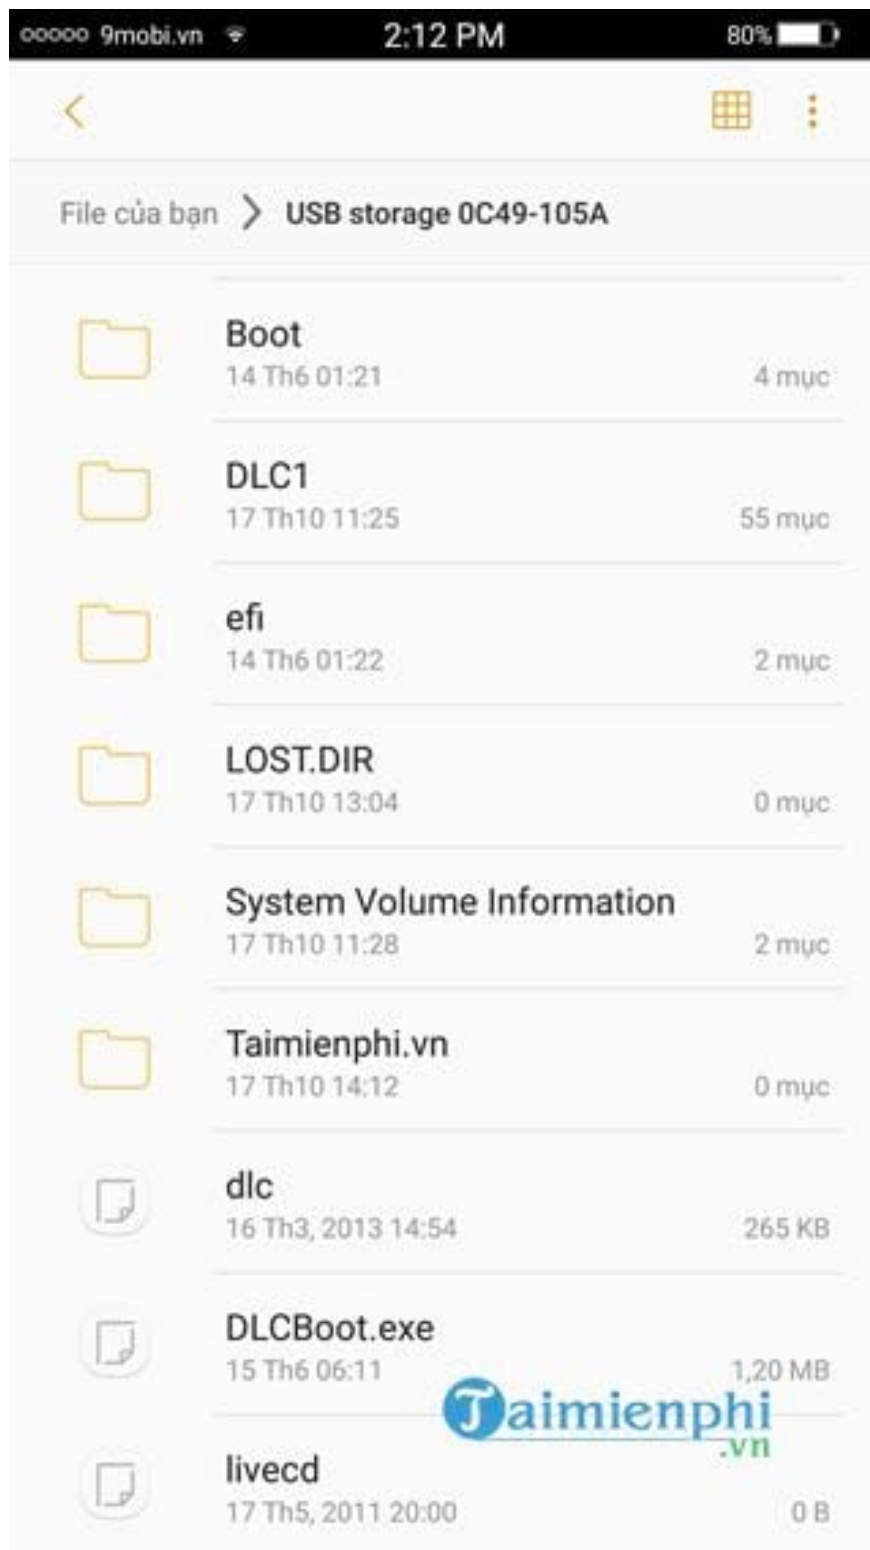 ooooo 9mobi.vn 2:12 PM 80%
File của bạn > USB storage 0C49-105A
Boot
14 Th6 01:21 4 mục
DLC1
17 Th10 11:25 55 mục
efi
14 Th6 01:22 2 mục
LOST.DIR
17 Th10 13:04 0 mục
System Volume Information
17 Th10 11:28 2 mục
Taimienphi.vn
17 Th10 14:12 0 mục
dlc
16 Th3, 2013 14:54 265 KB
DLCBoot.exe
15 Th6 06:11 1,20 MB
Taimienphi
.vn
livecd
17 Th5, 2011 20:00 0 B